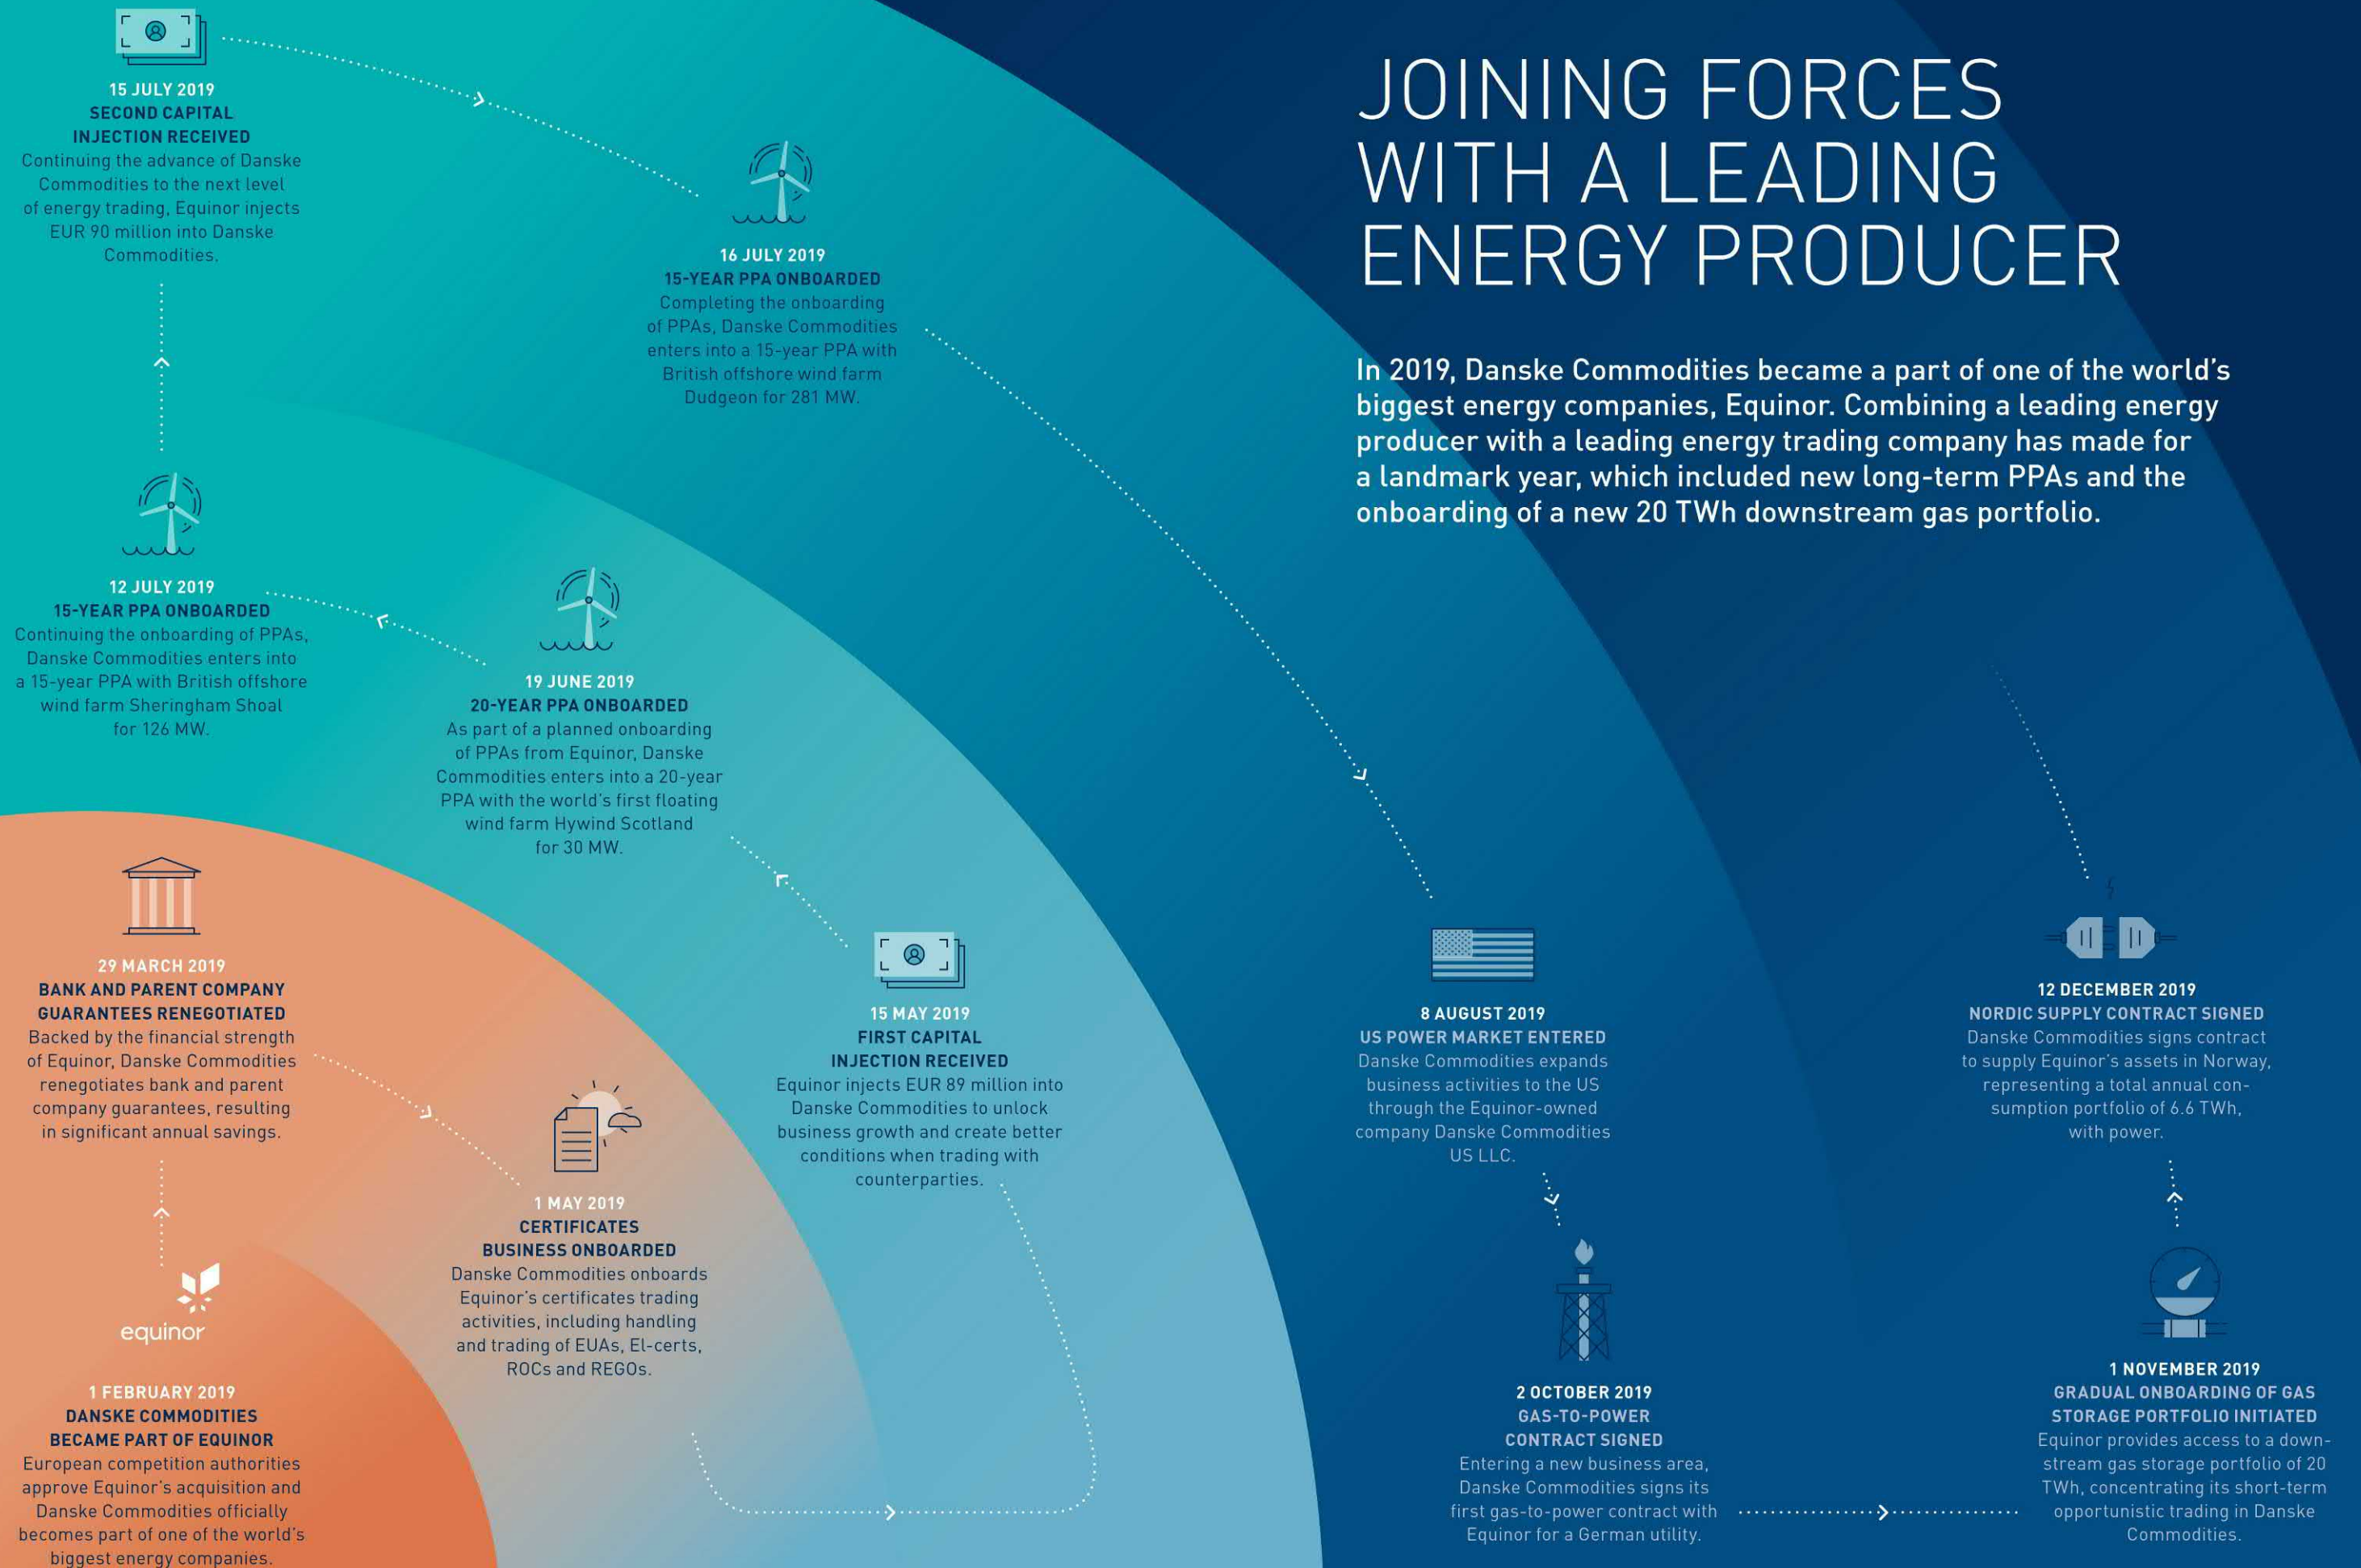 JOINING FORCES
WITH A LEADING
ENERGY PRODUCER
In 2019, Danske Commodities became a part of one of the world's
biggest energy companies, Equinor. Combining a leading energy
producer with a leading energy trading company has made for
a landmark year, which included new long-term PPAs and the
onboarding of a new 20 TWh downstream gas portfolio.
equinor
1 FEBRUARY 2019
DANSKE COMMODITIES
BECAME PART OF EQUINOR
European competition authorities
approve Equinor's acquisition and
Danske Commodities officially
becomes part of one of the world's
biggest energy companies.
29 MARCH 2019
BANK AND PARENT COMPANY
GUARANTEES RENEGOTIATED
Backed by the financial strength
of Equinor, Danske Commodities
renegotiates bank and parent
company guarantees, resulting
in significant annual savings.
1 MAY 2019
CERTIFICATES
BUSINESS ONBOARDED
Danske Commodities onboards
Equinor's certificates trading
activities, including handling
and trading of EUAs, El-certs,
ROCs and REGOs.
15 MAY 2019
FIRST CAPITAL
INJECTION RECEIVED
Equinor injects EUR 89 million into
Danske Commodities to unlock
business growth and create better
conditions when trading with
counterparties.
19 JUNE 2019
20-YEAR PPA ONBOARDED
As part of a planned onboarding
of PPAs from Equinor, Danske
Commodities enters into a 20-year
PPA with the world's first floating
wind farm Hywind Scotland
for 30 MW.
12 JULY 2019
15-YEAR PPA ONBOARDED
Continuing the onboarding of PPAs,
Danske Commodities enters into
a 15-year PPA with British offshore
wind farm Sheringham Shoal
for 126 MW.
15 JULY 2019
SECOND CAPITAL
INJECTION RECEIVED
Continuing the advance of Danske
Commodities to the next level
of energy trading, Equinor injects
EUR 90 million into Danske
Commodities.
16 JULY 2019
15-YEAR PPA ONBOARDED
Completing the onboarding
of PPAs, Danske Commodities
enters into a 15-year PPA with
British offshore wind farm
Dudgeon for 281 MW.
8 AUGUST 2019
US POWER MARKET ENTERED
Danske Commodities expands
business activities to the US
through the Equinor-owned
company Danske Commodities
US LLC.
2 OCTOBER 2019
GAS-TO-POWER
CONTRACT SIGNED
Entering a new business area,
Danske Commodities signs its
first gas-to-power contract with
Equinor for a German utility.
1 NOVEMBER 2019
GRADUAL ONBOARDING OF GAS
STORAGE PORTFOLIO INITIATED
Equinor provides access to a down-
stream gas storage portfolio of 20
TWh, concentrating its short-term
opportunistic trading in Danske
Commodities.
12 DECEMBER 2019
NORDIC SUPPLY CONTRACT SIGNED
Danske Commodities signs contract
to supply Equinor's assets in Norway,
representing a total annual con-
sumption portfolio of 6.6 TWh,
with power.